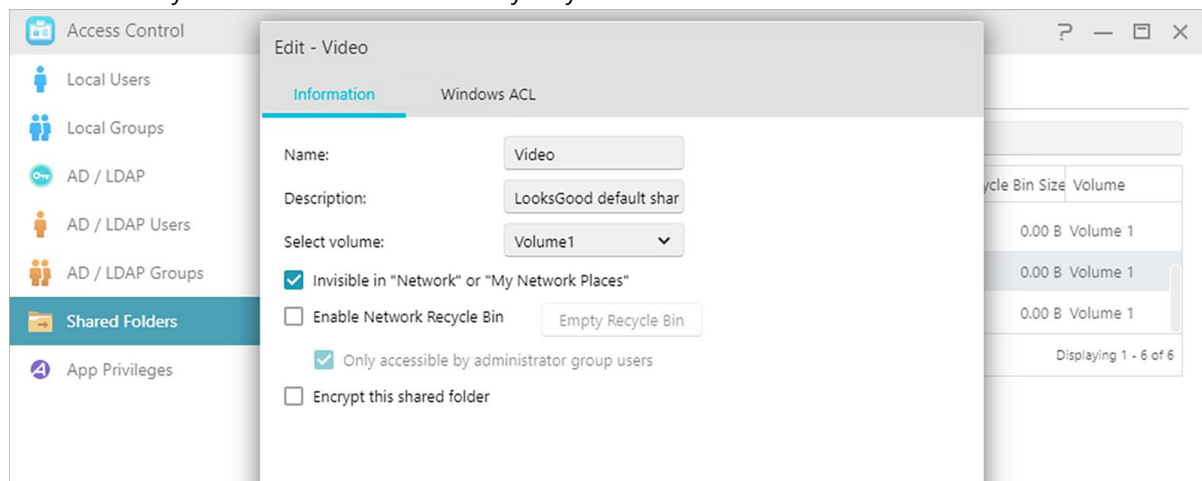 Access Control
Local Users
Local Groups
AD / LDAP
AD / LDAP Users
AD / LDAP Groups
Shared Folders
App Privileges
Edit - Video
Information Windows ACL
Name: Video
Description: LooksGood default shar
Select volume: Volume1
Invisible in "Network" or "My Network Places"
Enable Network Recycle Bin Empty Recycle Bin
Only accessible by administrator group users
Encrypt this shared folder
ycle Bin Size Volume
0.00 B Volume 1
0.00 B Volume 1
0.00 B Volume 1
Displaying 1 - 6 of 6